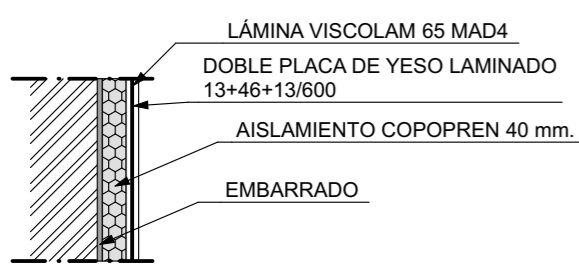 LÁMINA VISCOLAM 65 MAD4
DOBLE PLACA DE YESO LAMINADO
13+46+13/600
AISLAMIENTO COPOPREN 40 mm.
EMBARRADO